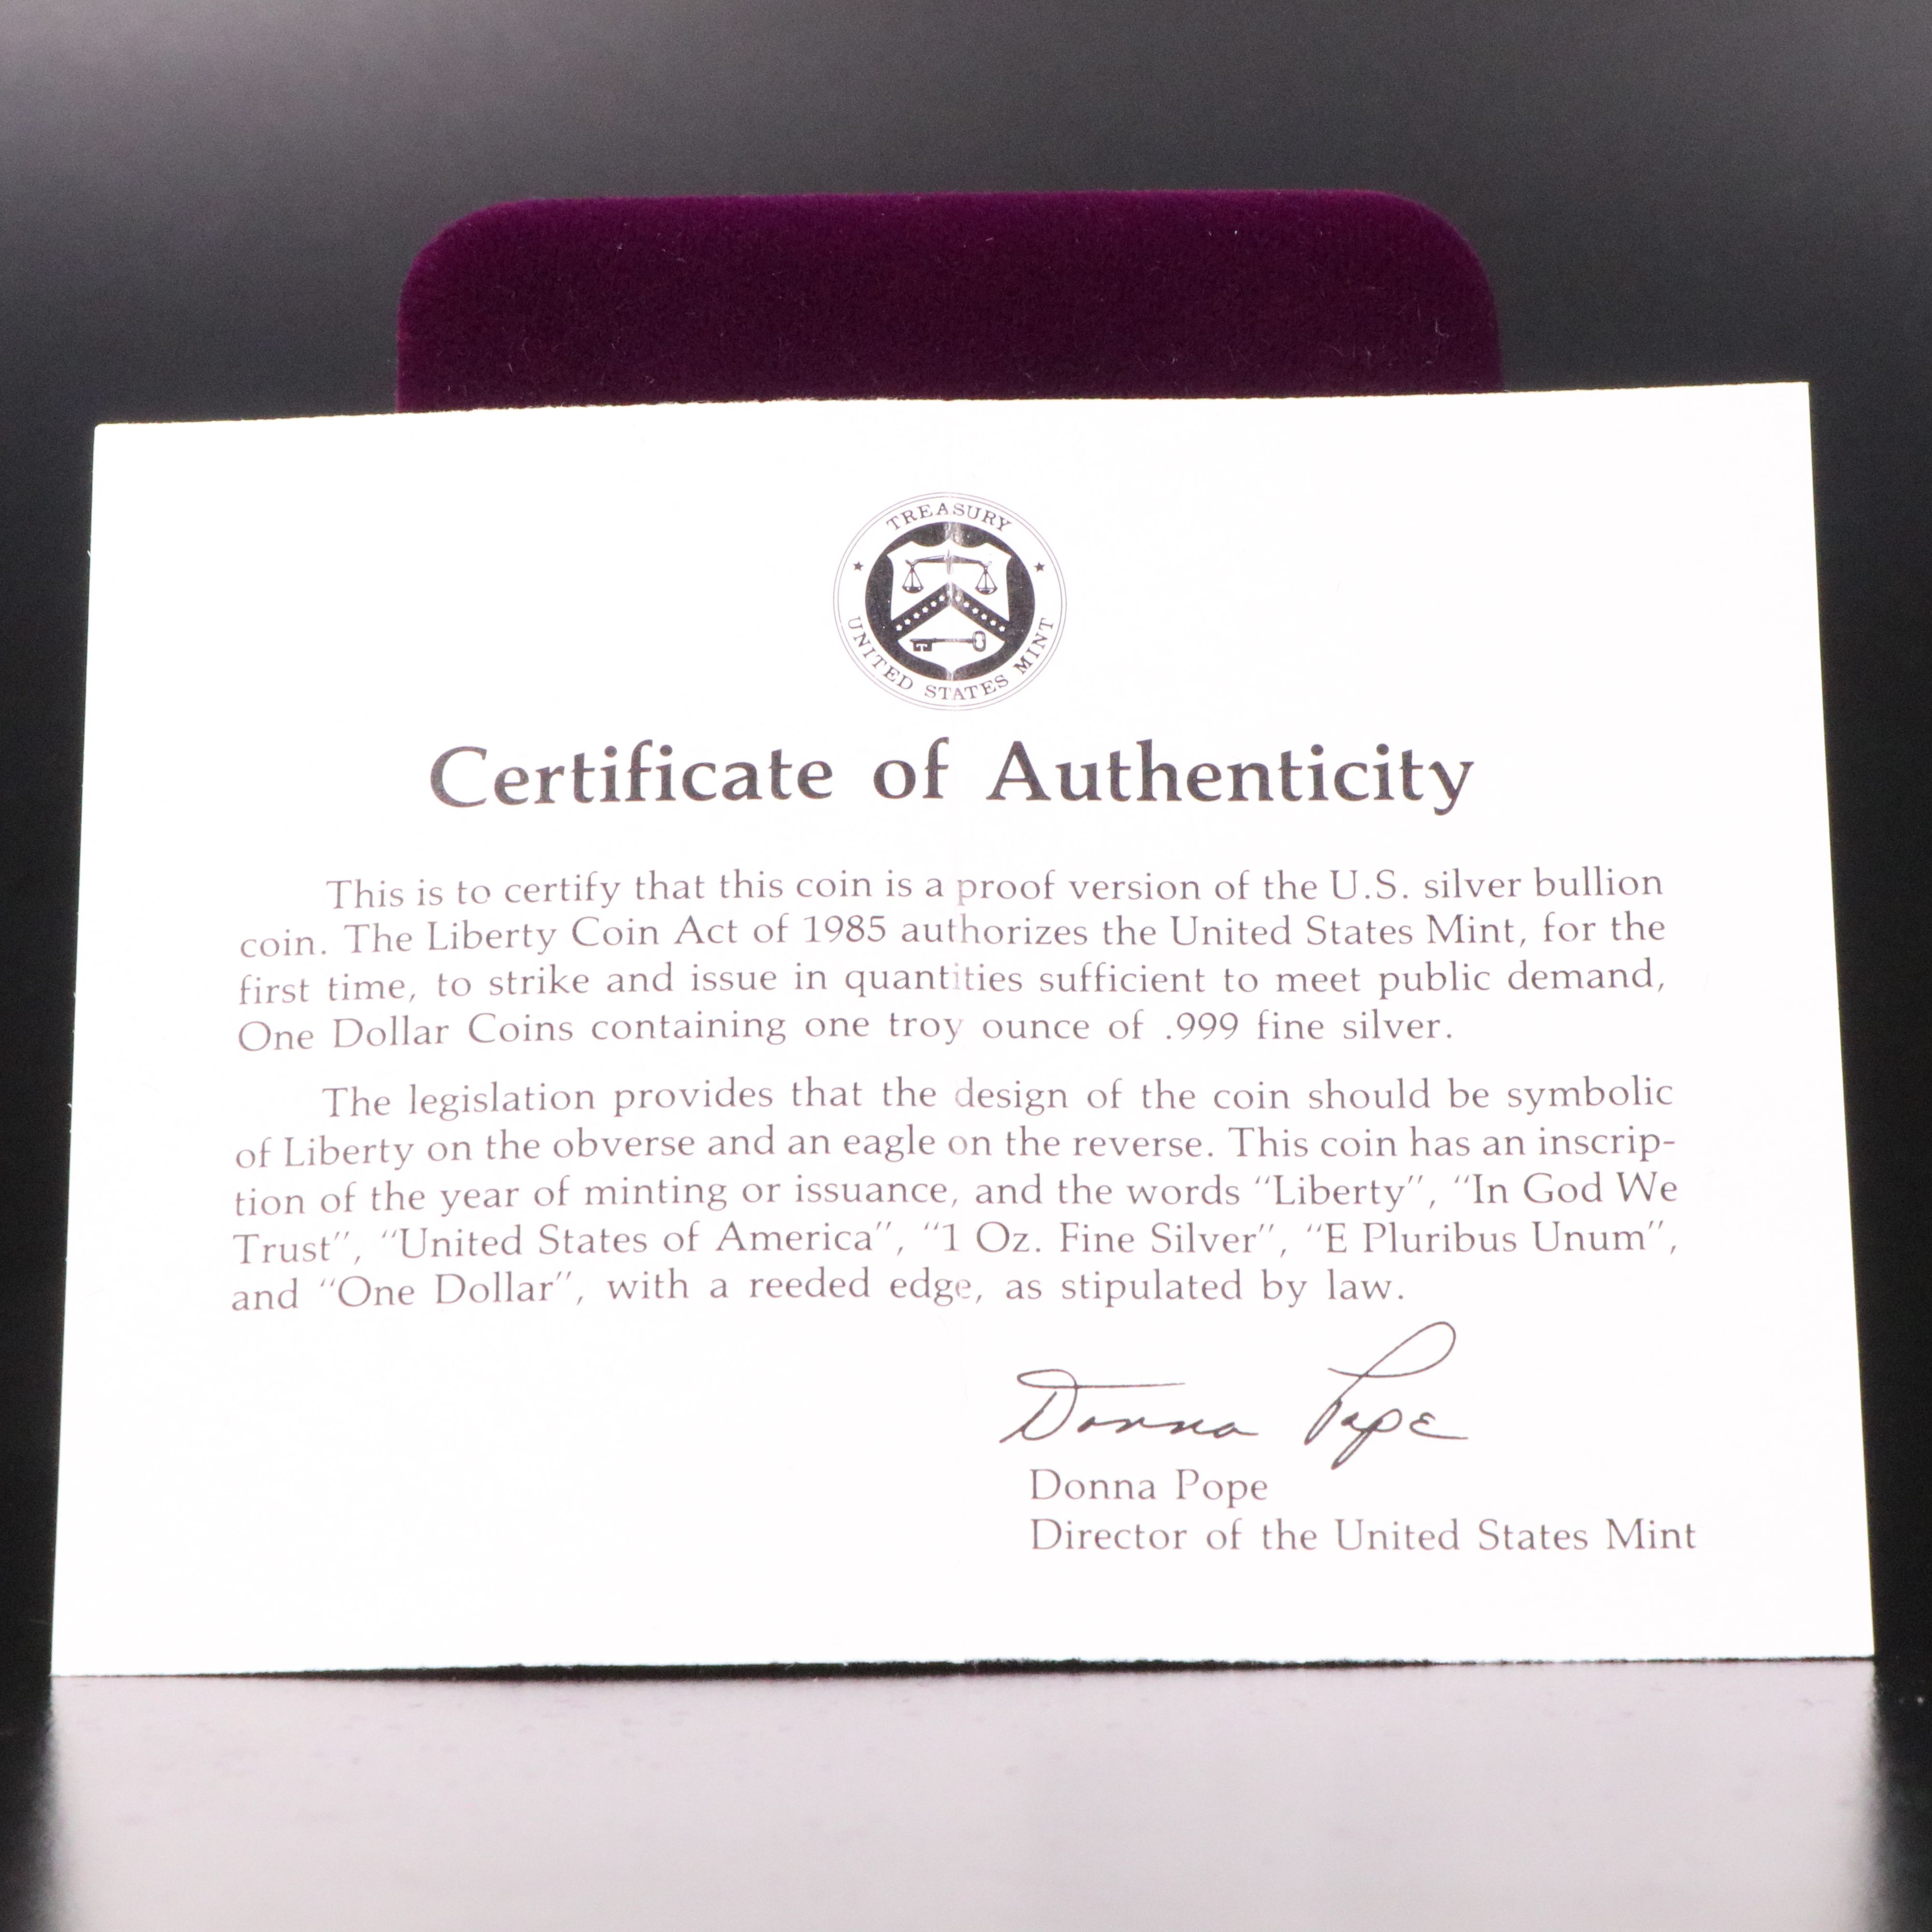 TREASURY
UNITED STATES MINT
Certificate of Authenticity
This is to certify that this coin is a proof version of the U.S. silver bullion
coin. The Liberty Coin Act of 1985 authorizes the United States Mint, for the
first time, to strike and issue in quantities sufficient to meet public demand,
One Dollar Coins containing one troy ounce of .999 fine silver.
The legislation provides that the design of the coin should be symbolic
of Liberty on the obverse and an eagle on the reverse. This coin has an inscrip-
tion of the year of minting or issuance, and the words “Liberty”, “In God We
Trust”, “United States of America”, “1 Oz. Fine Silver”, “E Pluribus Unum”,
and “One Dollar”, with a reeded edge, as stipulated by law.
Donna Pope
Donna Pope
Director of the United States Mint